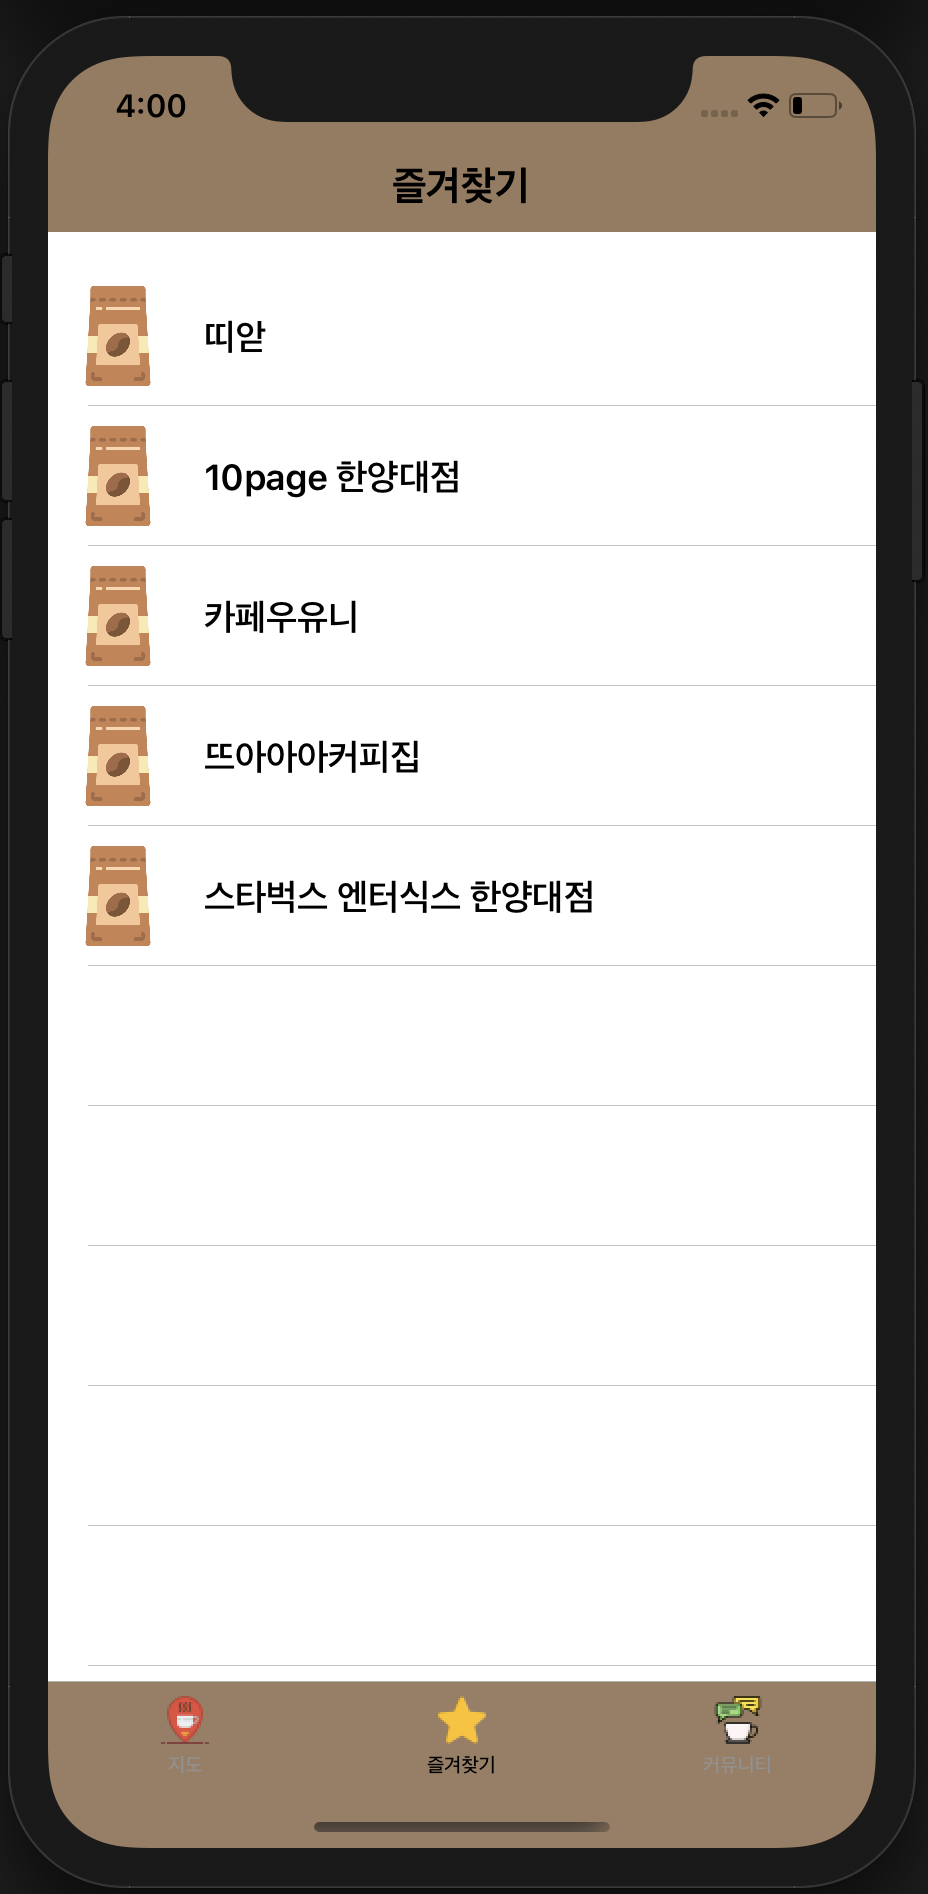 4:00
즐겨찾기
띠앋
10page 한양대점
카페우유니
뜨아아아커피집
스타벅스 엔터식스 한양대점
지도
즐겨찾기
커뮤니티